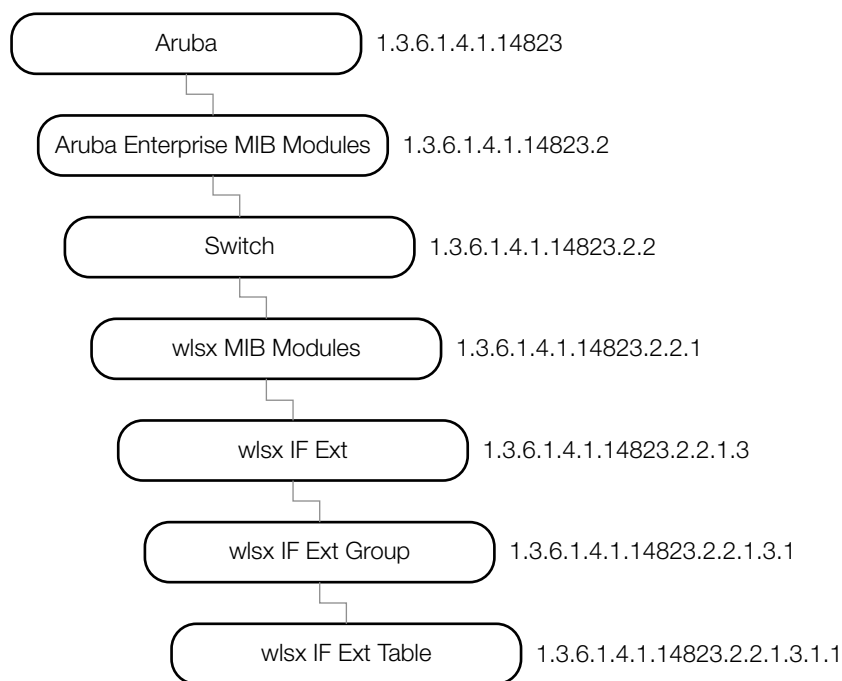 Aruba 1.3.6.1.4.1.14823
Aruba Enterprise MIB Modules 1.3.6.1.4.1.14823.2
Switch 1.3.6.1.4.1.14823.2.2
wlsx MIB Modules 1.3.6.1.4.1.14823.2.2.1
wlsx IF Ext 1.3.6.1.4.1.14823.2.2.1.3
wlsx IF Ext Group 1.3.6.1.4.1.14823.2.2.1.3.1
wlsx IF Ext Table 1.3.6.1.4.1.14823.2.2.1.3.1.1